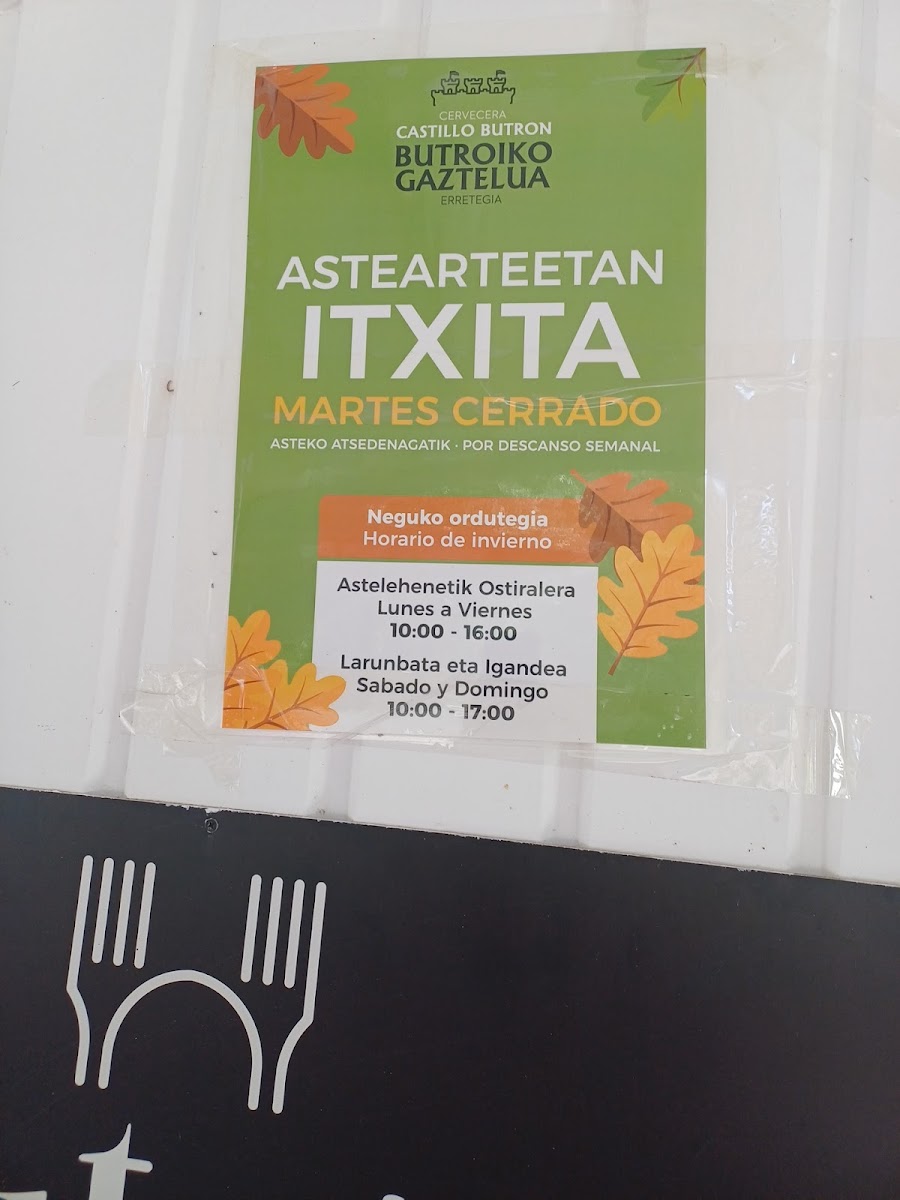 CERVECERA
CASTILLO BUTRON
BUTROIKO
GAZTELUA
ERRETEGIA
ASTEARTEETAN
ITXITA
MARTES CERRADO
ASTEKO ATSEDENAGATIK · POR DESCANSO SEMANAL
Neguko ordutegia
Horario de invierno
Astelehenetik Ostiralera
Lunes a Viernes
10:00 - 16:00
Larunbata eta Igandea
Sabado y Domingo
10:00 - 17:00